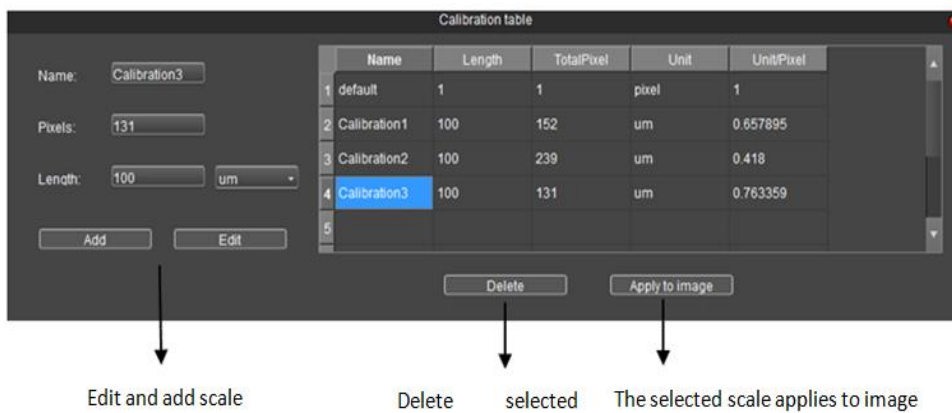 Calibration table
Name: Calibration3
Pixels: 131
Length: 100 um
Add Edit
Name Length TotalPixel Unit Unit/Pixel
1 default 1 1 pixel 1
2 Calibration1 100 152 um 0.657895
3 Calibration2 100 239 um 0.418
4 Calibration3 100 131 um 0.763359
5
Delete Apply to image
Edit and add scale
Delete selected
The selected scale applies to image